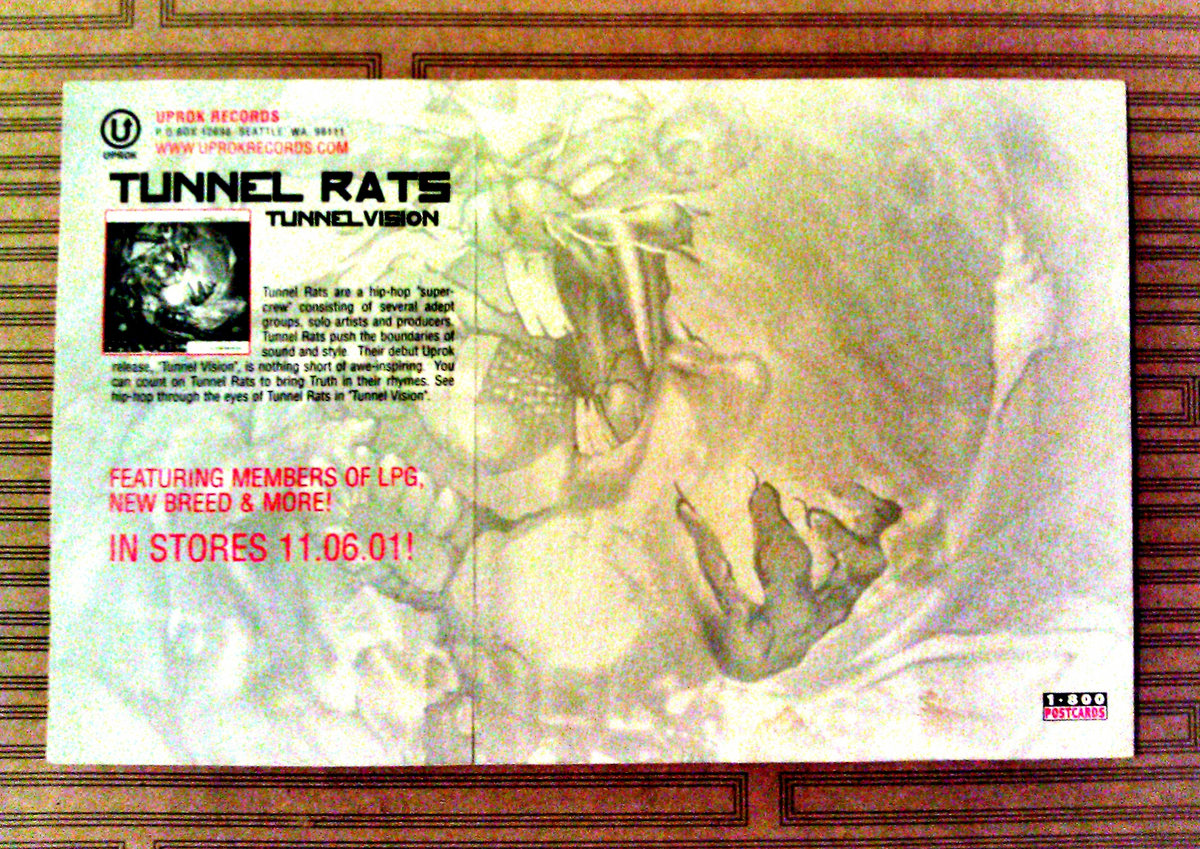 UPROK RECORDS
P.O. BOX 12698 SEATTLE, WA. 98111
WWW.UPROKRECORDS.COM
UPROK
TUNNEL RATS
TUNNELVISION
Tunnel Rats are a hip-hop "super-
crew" consisting of several adept
groups, solo artists and producers.
Tunnel Rats push the boundaries of
sound and style. Their debut Uprok
release, "Tunnel Vision", is nothing short of awe-inspiring. You
can count on Tunnel Rats to bring Truth in their rhymes. See
hip-hop through the eyes of Tunnel Rats in "Tunnel Vision".
FEATURING MEMBERS OF LPG,
NEW BREED & MORE!
IN STORES 11.06.01!
1·800
POSTCARDS